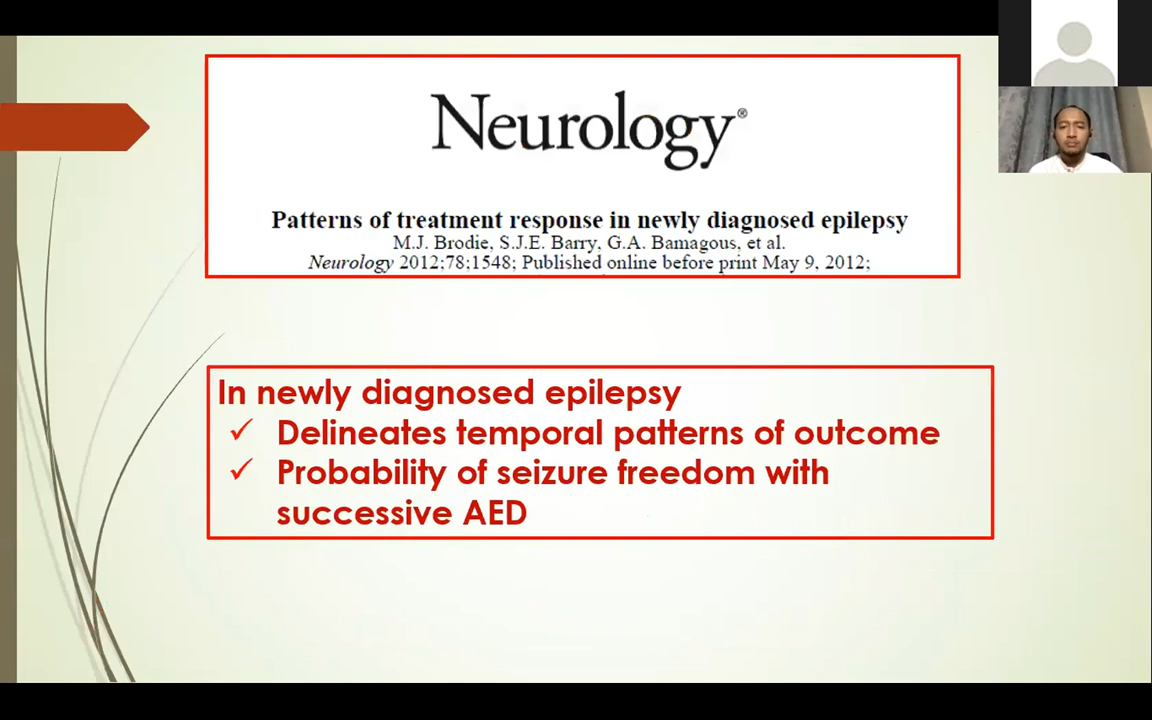 Neurology®
Patterns of treatment response in newly diagnosed epilepsy
M.J. Brodie, S.J.E. Barry, G.A. Bamagous, et al.
Neurology 2012;78;1548; Published online before print May 9, 2012;
In newly diagnosed epilepsy
✓ Delineates temporal patterns of outcome
✓ Probability of seizure freedom with
successive AED